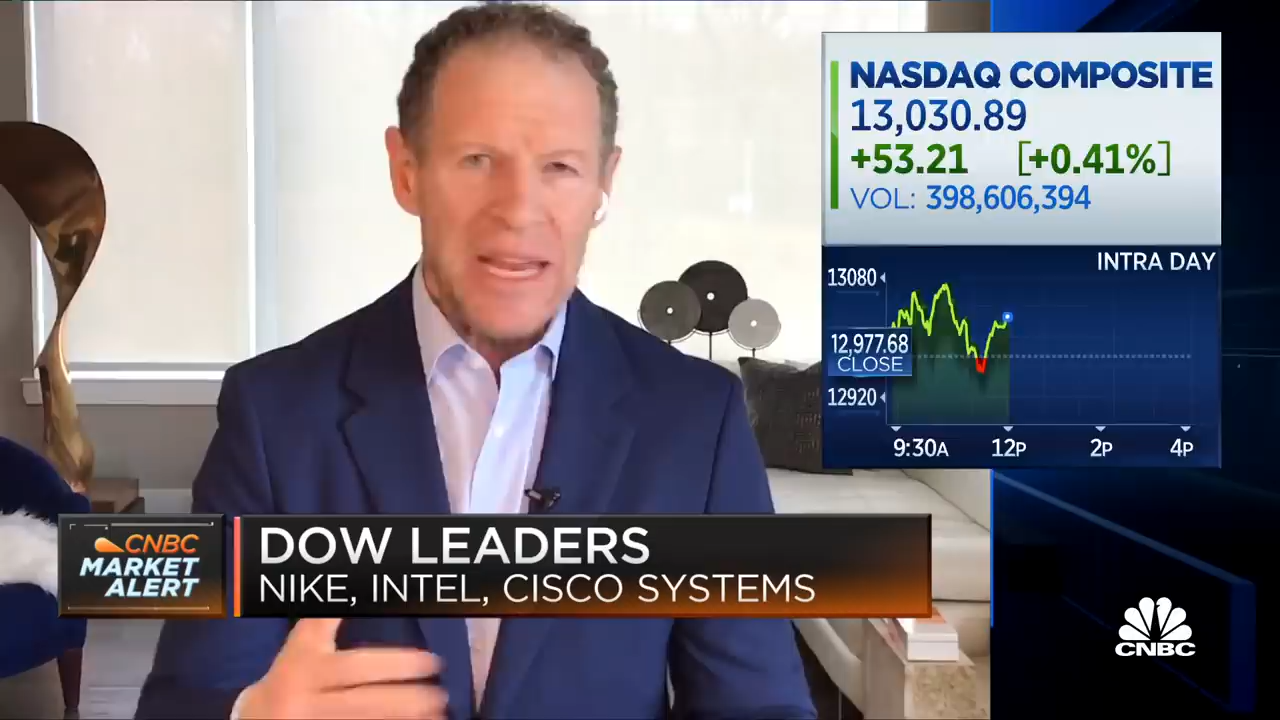 NASDAQ COMPOSITE
13,030.89
+53.21 [+0.41%]
VOL: 398,606,394
INTRA DAY
13080
12,977.68
CLOSE
12920
9:30A 12P 2P 4P
CNBC
MARKET
ALERT
DOW LEADERS
NIKE, INTEL, CISCO SYSTEMS
CNBC